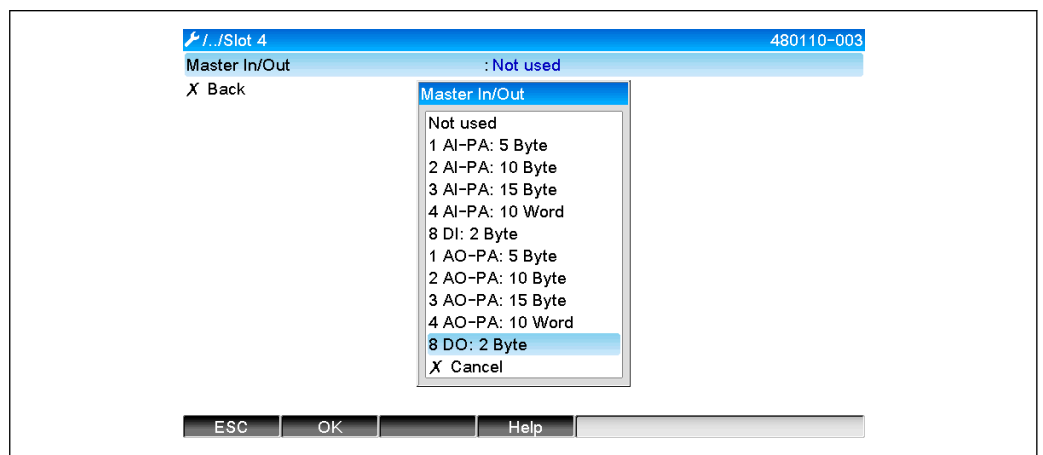 /../Slot 4 480110-003
Master In/Out : Not used
X Back
Master In/Out
Not used
1 AI-PA: 5 Byte
2 AI-PA: 10 Byte
3 AI-PA: 15 Byte
4 AI-PA: 10 Word
8 DI: 2 Byte
1 AO-PA: 5 Byte
2 AO-PA: 10 Byte
3 AO-PA: 15 Byte
4 AO-PA: 10 Word
8 DO: 2 Byte
X Cancel
ESC OK Help